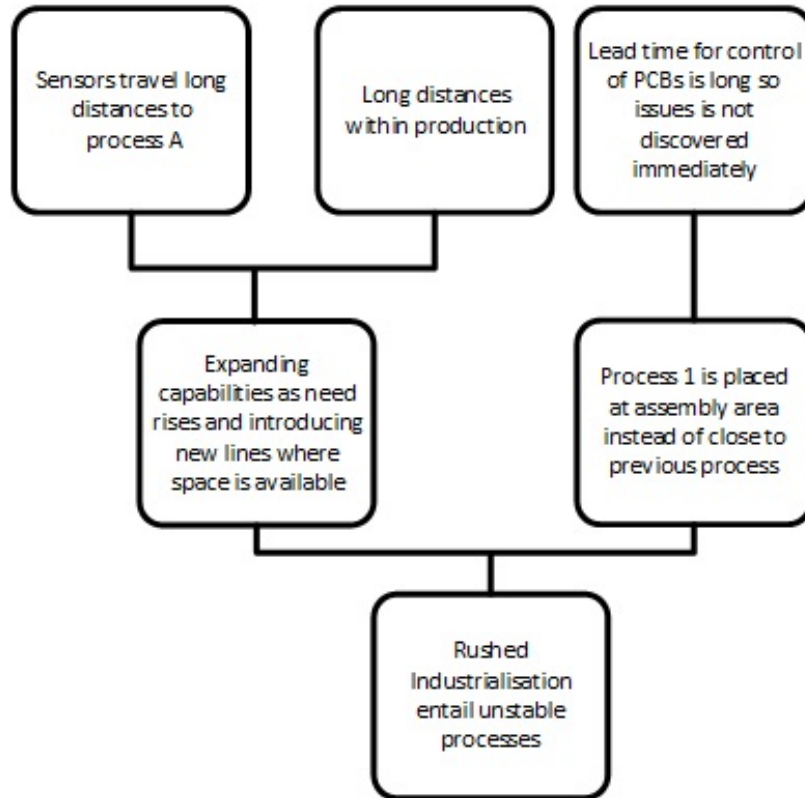 Sensors travel long
distances to
process A
Long distances
within production
Lead time for control
of PCBs is long so
issues is not
discovered
immediately
Expanding
capabilities as need
rises and introducing
new lines where
space is available
Process 1 is placed
at assembly area
instead of close to
previous process
Rushed
Industrialisation
entail unstable
processes